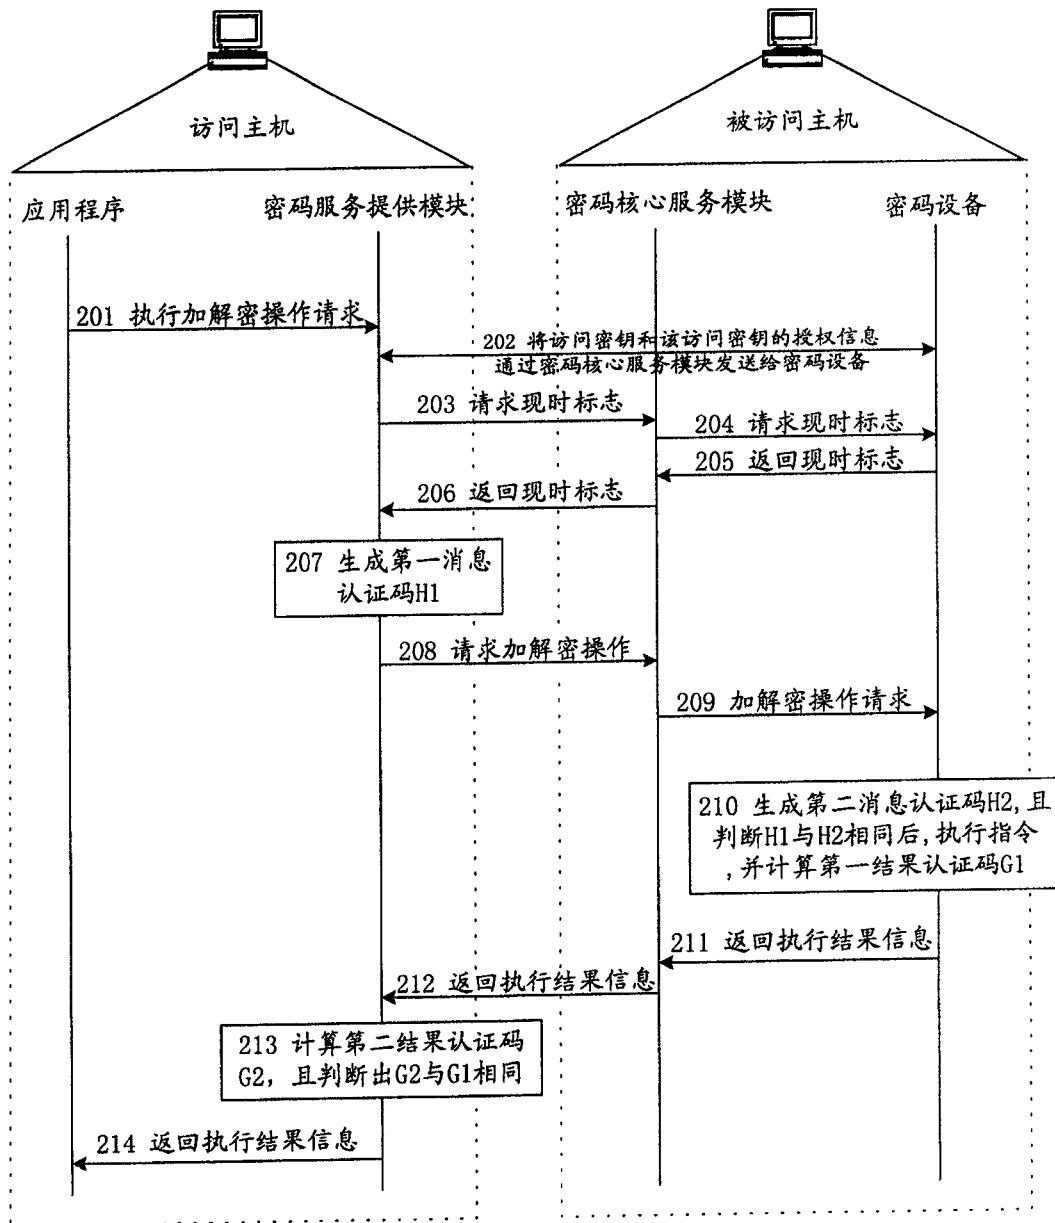 访问主机
被访问主机
应用程序
密码服务提供模块
密码核心服务模块
密码设备
201 执行加解密操作请求
202 将访问密钥和该访问密钥的授权信息
通过密码核心服务模块发送给密码设备
203 请求现时标志
204 请求现时标志
205 返回现时标志
206 返回现时标志
207 生成第一消息
认证码H1
208 请求加解密操作
209 加解密操作请求
210 生成第二消息认证码H2,且
判断H1与H2相同后,执行指令
,并计算第一结果认证码G1
211 返回执行结果信息
212 返回执行结果信息
213 计算第二结果认证码
G2，且判断出G2与G1相同
214 返回执行结果信息